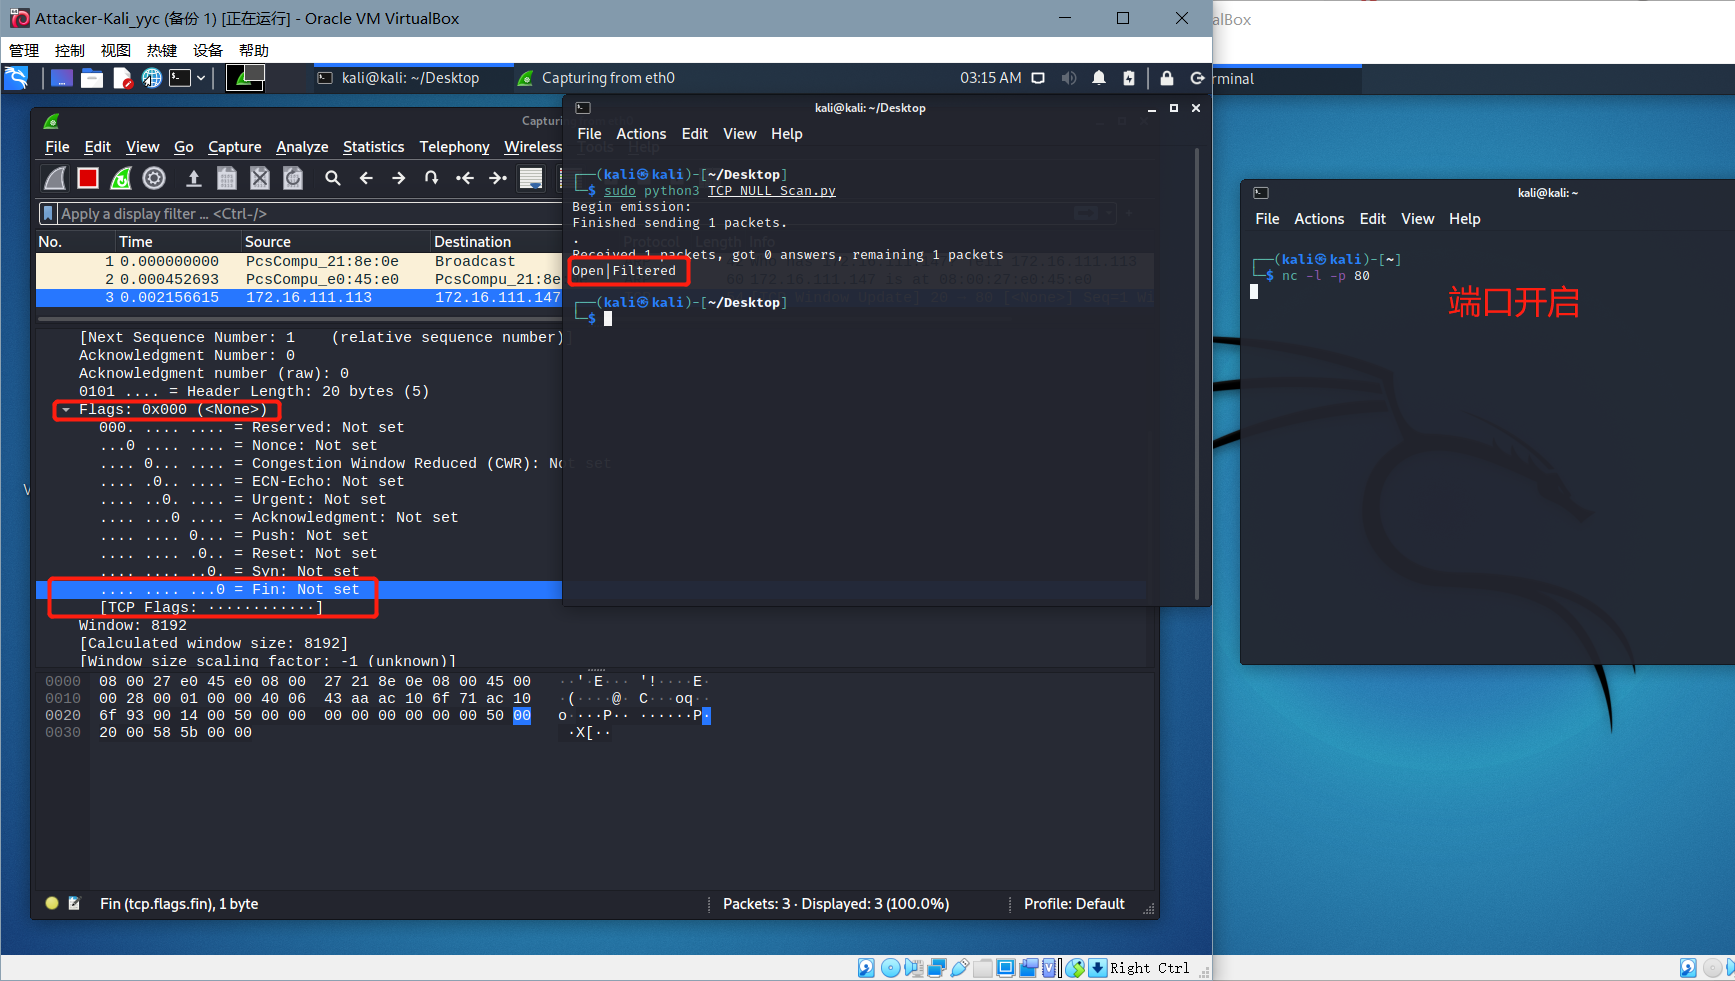 Attacker-Kali_yyc (备份 1) [正在运行] - Oracle VM VirtualBox
管理 控制 视图 热键 设备 帮助
kali@kali: ~/Desktop
Capturing from eth0
03:15 AM
kali@kali: ~/Desktop
File Actions Edit View Help
┌──(kali㉿kali)-[~/Desktop]
└─$ sudo python3 TCP_NULL_Scan.py
Begin emission:
Finished sending 1 packets.
.
Received 1 packets, got 0 answers, remaining 1 packets
Open|Filtered
┌──(kali㉿kali)-[~/Desktop]
└─$
File Edit View Go Capture Analyze Statistics Telephony Wireless Tools Help
Apply a display filter ... <Ctrl-/>
No. Time Source Destination Protocol Length Info
1 0.000000000 PcsCompu_21:8e:0e Broadcast
2 0.000452693 PcsCompu_e0:45:e0 PcsCompu_21:8e
3 0.002156615 172.16.111.113 172.16.111.147
[Next Sequence Number: 1 (relative sequence number)]
Acknowledgment Number: 0
Acknowledgment number (raw): 0
0101 .... = Header Length: 20 bytes (5)
Flags: 0x000 (<None>)
000. .... .... = Reserved: Not set
...0 .... .... = Nonce: Not set
.... 0... .... = Congestion Window Reduced (CWR): Not set
.... .0.. .... = ECN-Echo: Not set
.... ..0. .... = Urgent: Not set
.... ...0 .... = Acknowledgment: Not set
.... .... 0... = Push: Not set
.... .... .0.. = Reset: Not set
.... .... ..0. = Syn: Not set
.... .... ...0 = Fin: Not set
[TCP Flags: ············]
Window: 8192
[Calculated window size: 8192]
[Window size scaling factor: -1 (unknown)]
0000 08 00 27 e0 45 e0 08 00 27 21 8e 0e 08 00 45 00 ··'·E··· '!····E·
0010 00 28 00 01 00 00 40 06 43 aa ac 10 6f 71 ac 10 ·(····@· C···oq··
0020 6f 93 00 14 00 50 00 00 00 00 00 00 00 00 50 00 o····P·· ······P·
0030 20 00 58 5b 00 00 ·X[··
Fin (tcp.flags.fin), 1 byte
Packets: 3 · Displayed: 3 (100.0%)
Profile: Default
Right Ctrl
alBox
rminal
kali@kali: ~
File Actions Edit View Help
┌──(kali㉿kali)-[~]
└─$ nc -l -p 80
端口开启